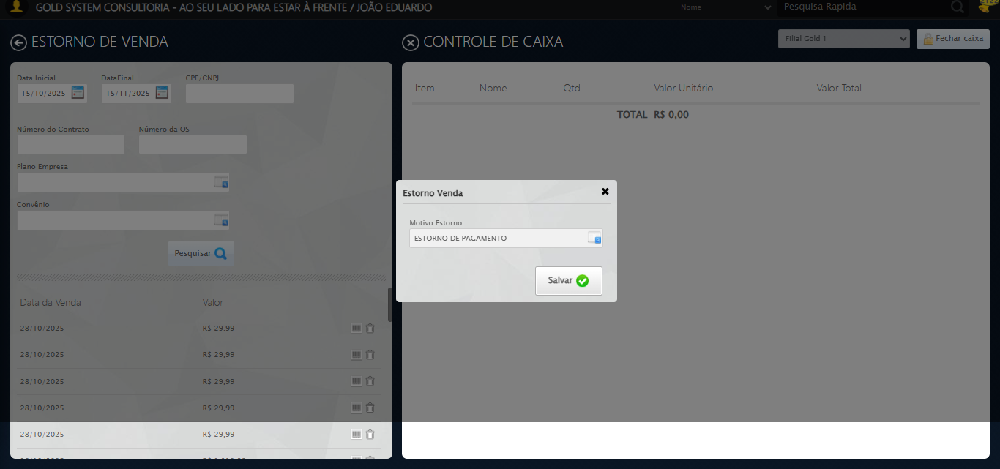 GOLD SYSTEM CONSULTORIA - AO SEU LADO PARA ESTAR À FRENTE / JOÃO EDUARDO
Nome
Pesquisa Rapida
ESTORNO DE VENDA
CONTROLE DE CAIXA
Filial Gold 1
Fechar caixa
Data Inicial
DataFinal
CPF/CNPJ
15/10/2025
15/11/2025
Número do Contrato
Número da OS
Plano Empresa
Convênio
Pesquisar
Data da Venda
Valor
28/10/2025 R$ 29,99
28/10/2025 R$ 29,99
28/10/2025 R$ 29,99
28/10/2025 R$ 29,99
28/10/2025 R$ 29,99
Item Nome Qtd. Valor Unitário Valor Total
TOTAL R$ 0,00
Estorno Venda
Motivo Estorno
ESTORNO DE PAGAMENTO
Salvar